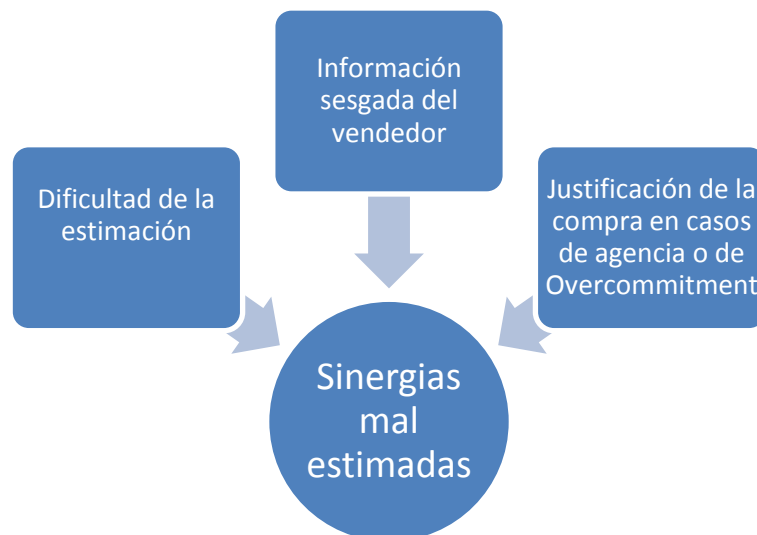 Información
sesgada del
vendedor
Dificultad de la
estimación
Justificación de la
compra en casos
de agencia o de
Overcommitment
Sinergias
mal
estimadas